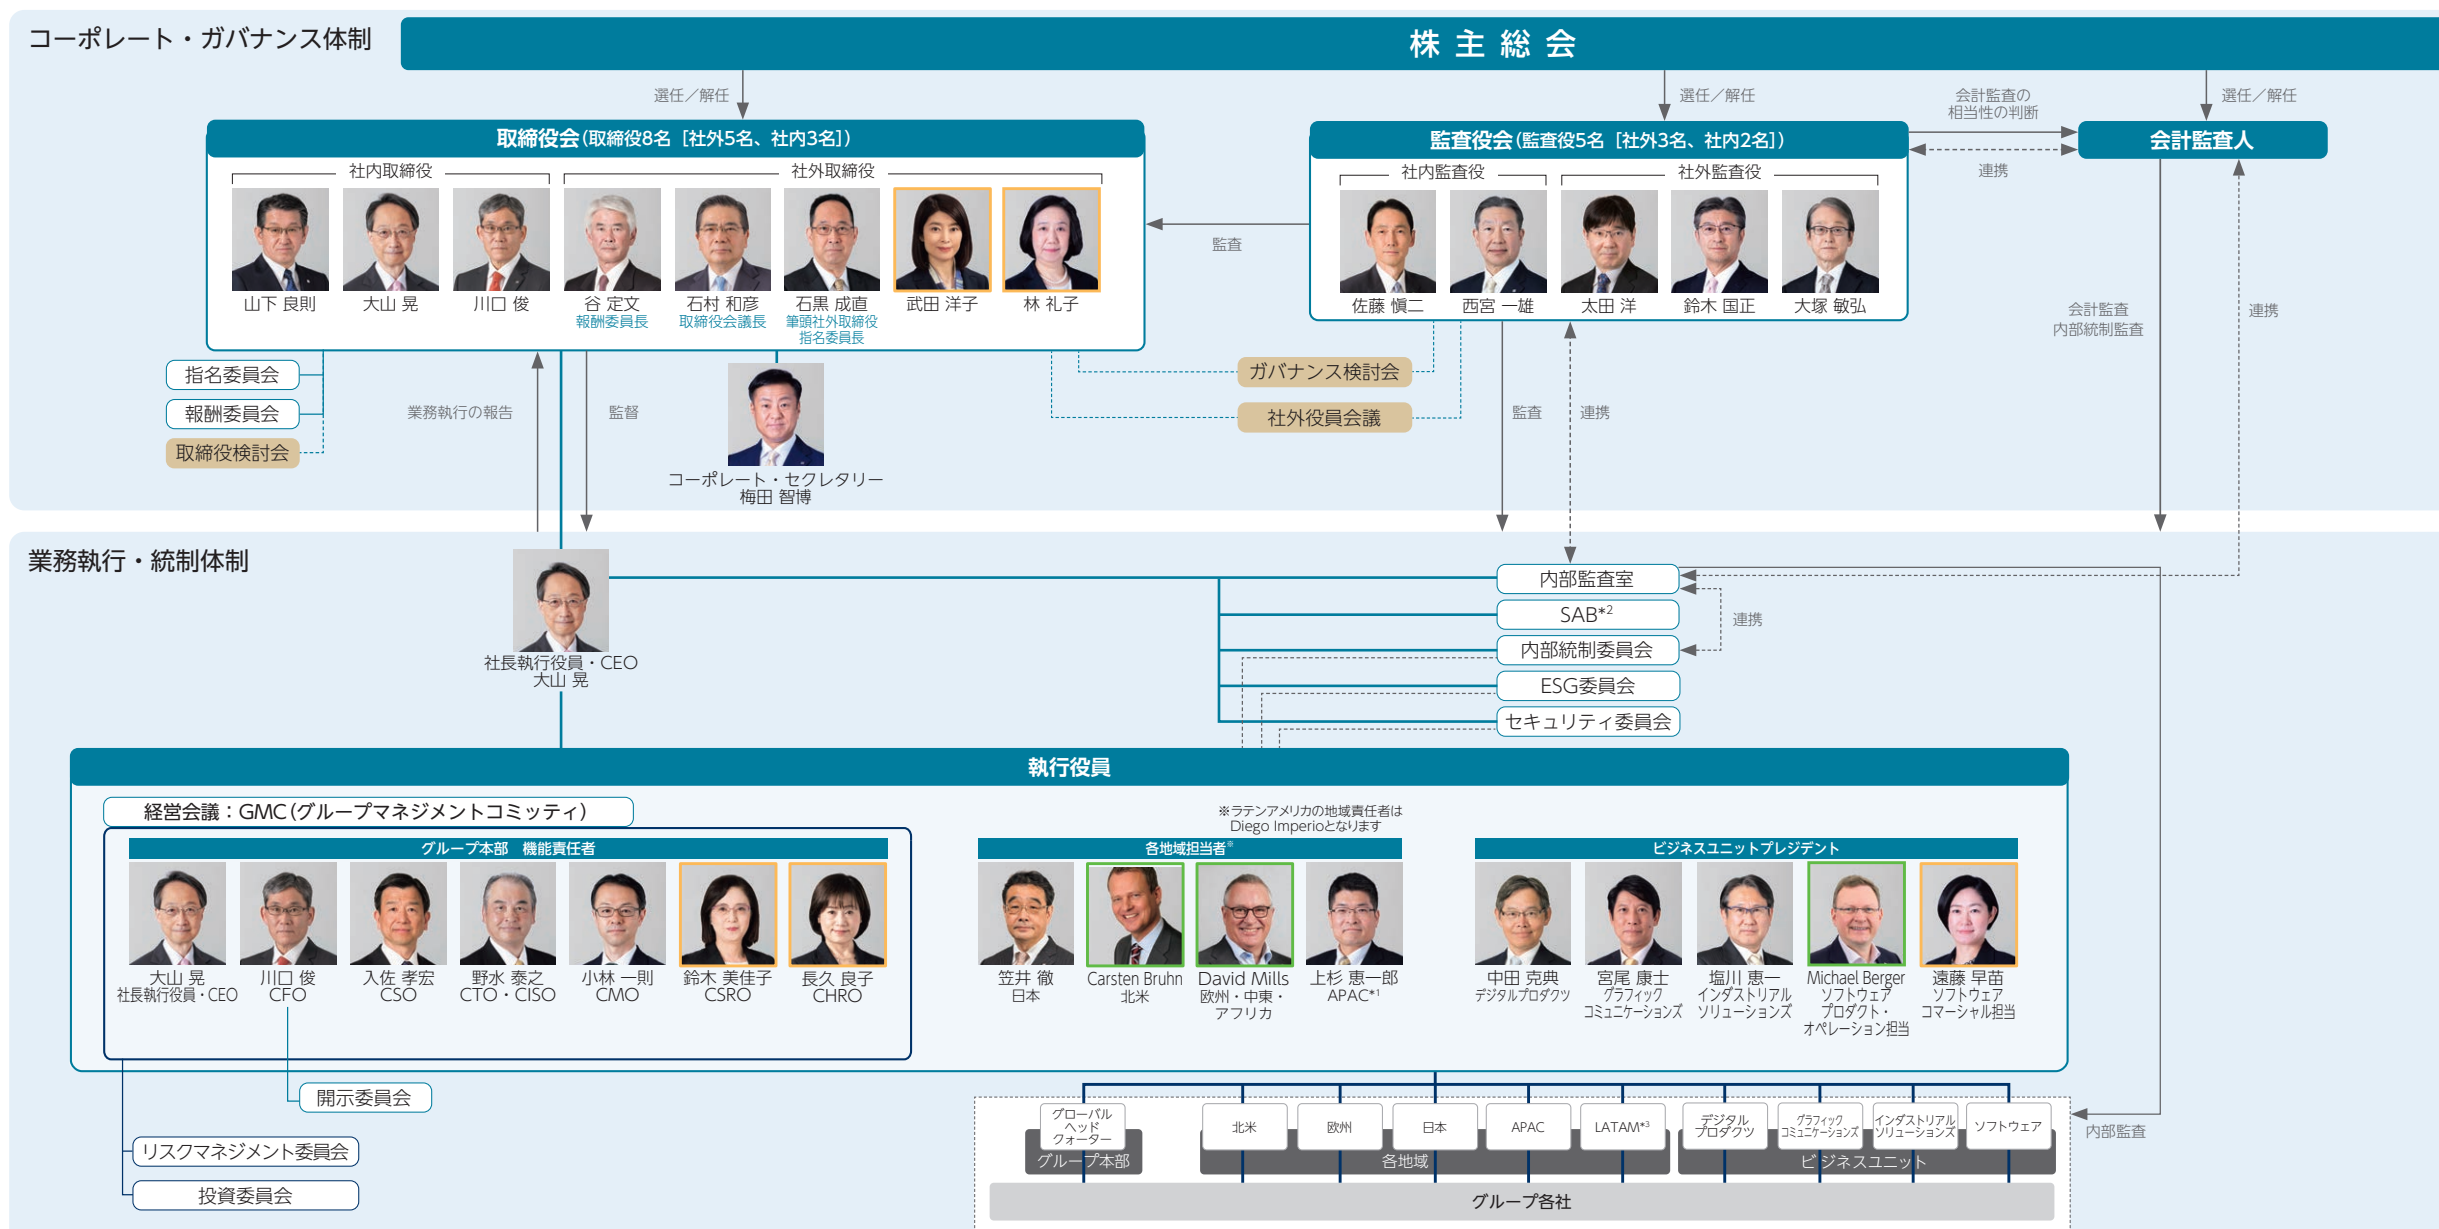 コーポレート・ガバナンス体制
株主総会
選任／解任
選任／解任
会計監査の
相当性の判断
選任／解任
取締役会(取締役8名［社外5名、社内3名］)
監査役会(監査役5名［社外3名、社内2名］)
会計監査人
連携
社内取締役
社外取締役
社内監査役
社外監査役
監査
山下 良則
大山 晃
川口 俊
谷 定文
報酬委員長
石村 和彦
取締役会議長
石黒 成直
筆頭社外取締役
指名委員長
武田 洋子
林 礼子
佐藤 愼二
西宮 一雄
太田 洋
鈴木 国正
大塚 敏弘
会計監査
内部統制監査
連携
指名委員会
報酬委員会
取締役検討会
業務執行の報告
監督
ガバナンス検討会
社外役員会議
監査
連携
コーポレート・セクレタリー
梅田 智博
業務執行・統制体制
社長執行役員・CEO
大山 晃
内部監査室
SAB*2
内部統制委員会
ESG委員会
セキュリティ委員会
連携
執行役員
経営会議：GMC(グループマネジメントコミッティ)
※ラテンアメリカの地域責任者は
Diego Imperioとなります
グループ本部　機能責任者
各地域担当者※
ビジネスユニットプレジデント
大山 晃
社長執行役員・CEO
川口 俊
CFO
入佐 孝宏
CSO
野水 泰之
CTO・CISO
小林 一則
CMO
鈴木 美佳子
CSRO
長久 良子
CHRO
笠井 徹
日本
Carsten Bruhn
北米
David Mills
欧州・中東・
アフリカ
上杉 恵一郎
APAC*1
中田 克典
デジタルプロダクツ
宮尾 康士
グラフィック
コミュニケーションズ
塩川 恵一
インダストリアル
ソリューションズ
Michael Berger
ソフトウェア
プロダクト・
オペレーション担当
遠藤 早苗
ソフトウェア
コマーシャル担当
開示委員会
リスクマネジメント委員会
投資委員会
グローバル
ヘッド
クォーター
グループ本部
北米
欧州
日本
APAC
LATAM*3
各地域
デジタル
プロダクツ
グラフィック
コミュニケーションズ
インダストリアル
ソリューションズ
ソフトウェア
ビジネスユニット
内部監査
グループ各社